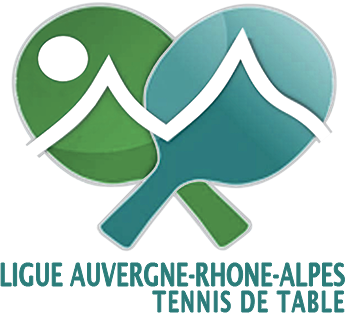 LIGUE AUVERGNE-RHONE-ALPES
TENNIS DE TABLE